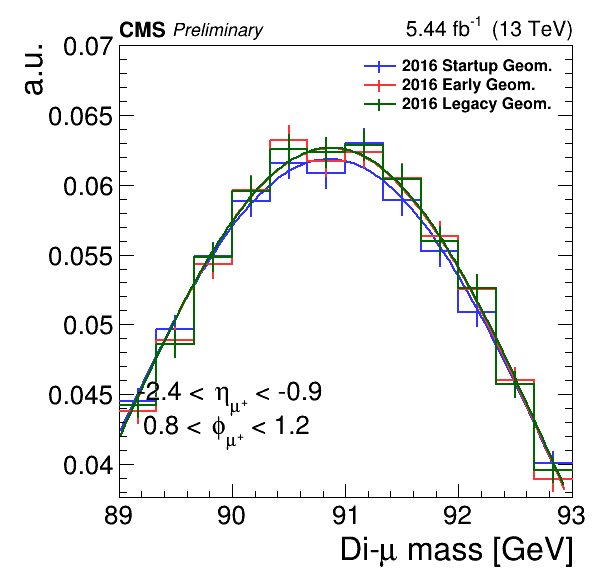 CMS Preliminary 5.44 fb⁻¹ (13 TeV)
a.u.
0.07
0.065
0.06
0.055
0.05
0.045
0.04
2016 Startup Geom.
2016 Early Geom.
2016 Legacy Geom.
-2.4 < η_μ⁺ < -0.9
0.8 < ϕ_μ⁺ < 1.2
89 90 91 92 93
Di-μ mass [GeV]